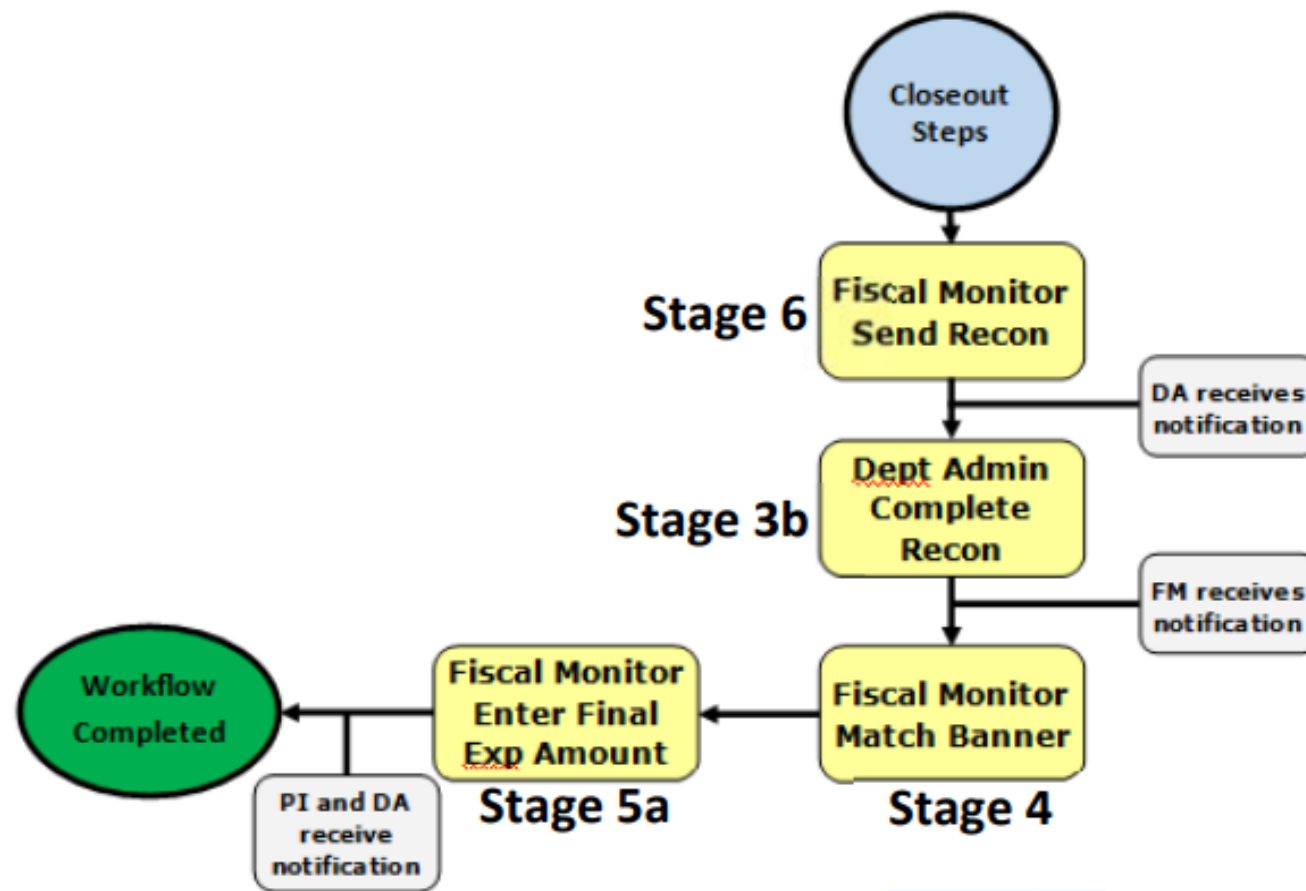 Closeout
Steps
Stage 6
Fiscal Monitor
Send Recon
DA receives
notification
Stage 3b
Dept Admin
Complete
Recon
FM receives
notification
Workflow
Completed
Fiscal Monitor
Enter Final
Exp Amount
Fiscal Monitor
Match Banner
PI and DA
receive
notification
Stage 5a
Stage 4